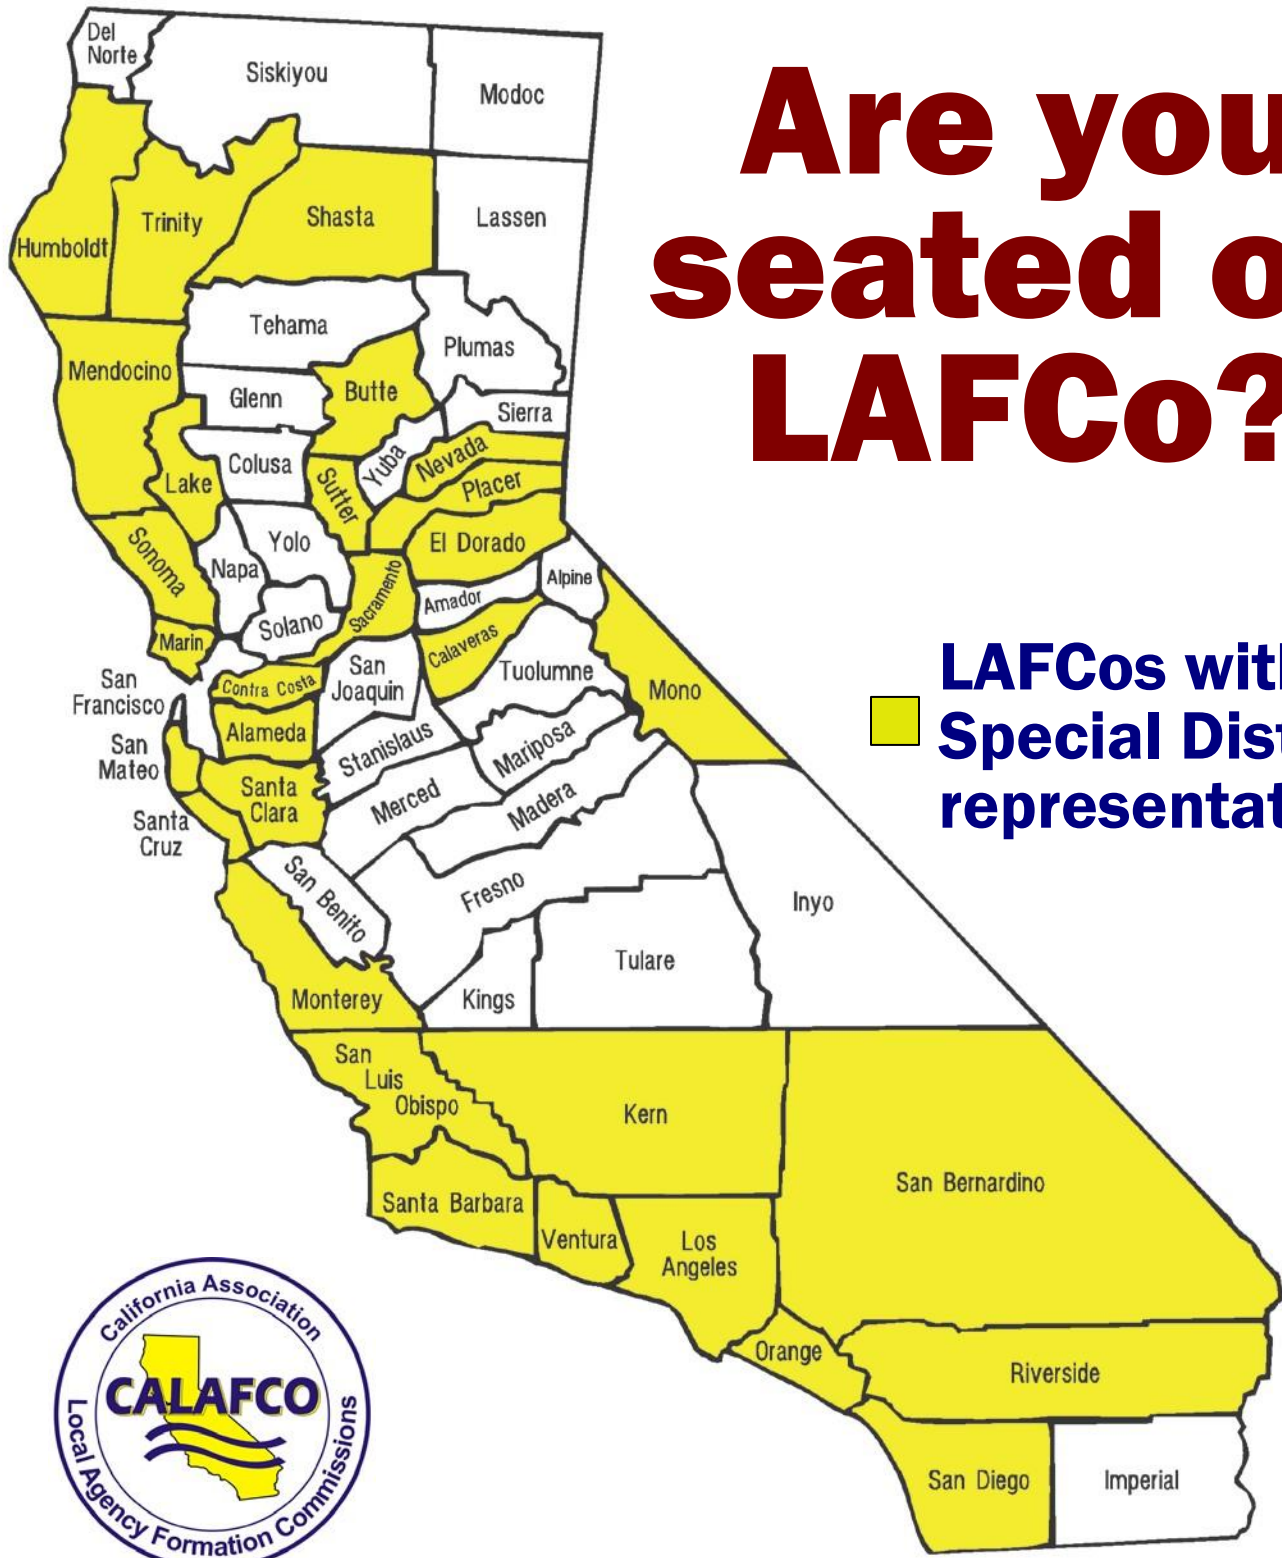 Are you
seated o
LAFCo?
LAFCos with
Special Dist
representat
Del
Norte
Siskiyou
Modoc
Humboldt
Trinity
Shasta
Lassen
Tehama
Plumas
Mendocino
Glenn
Butte
Sierra
Lake
Colusa
Sutter
Yuba
Nevada
Placer
Sonoma
Napa
Yolo
El Dorado
Sacramento
Amador
Alpine
Marin
Solano
Calaveras
Tuolumne
Mono
San
Francisco
Contra Costa
San
Joaquin
Alameda
Stanislaus
Mariposa
San
Mateo
Santa
Clara
Merced
Madera
Santa
Cruz
San Benito
Fresno
Inyo
Monterey
Kings
Tulare
San
Luis
Obispo
Kern
San Bernardino
Santa Barbara
Ventura
Los
Angeles
Orange
Riverside
San Diego
Imperial
California Association
CALAFCO
Local Agency Formation Commissions